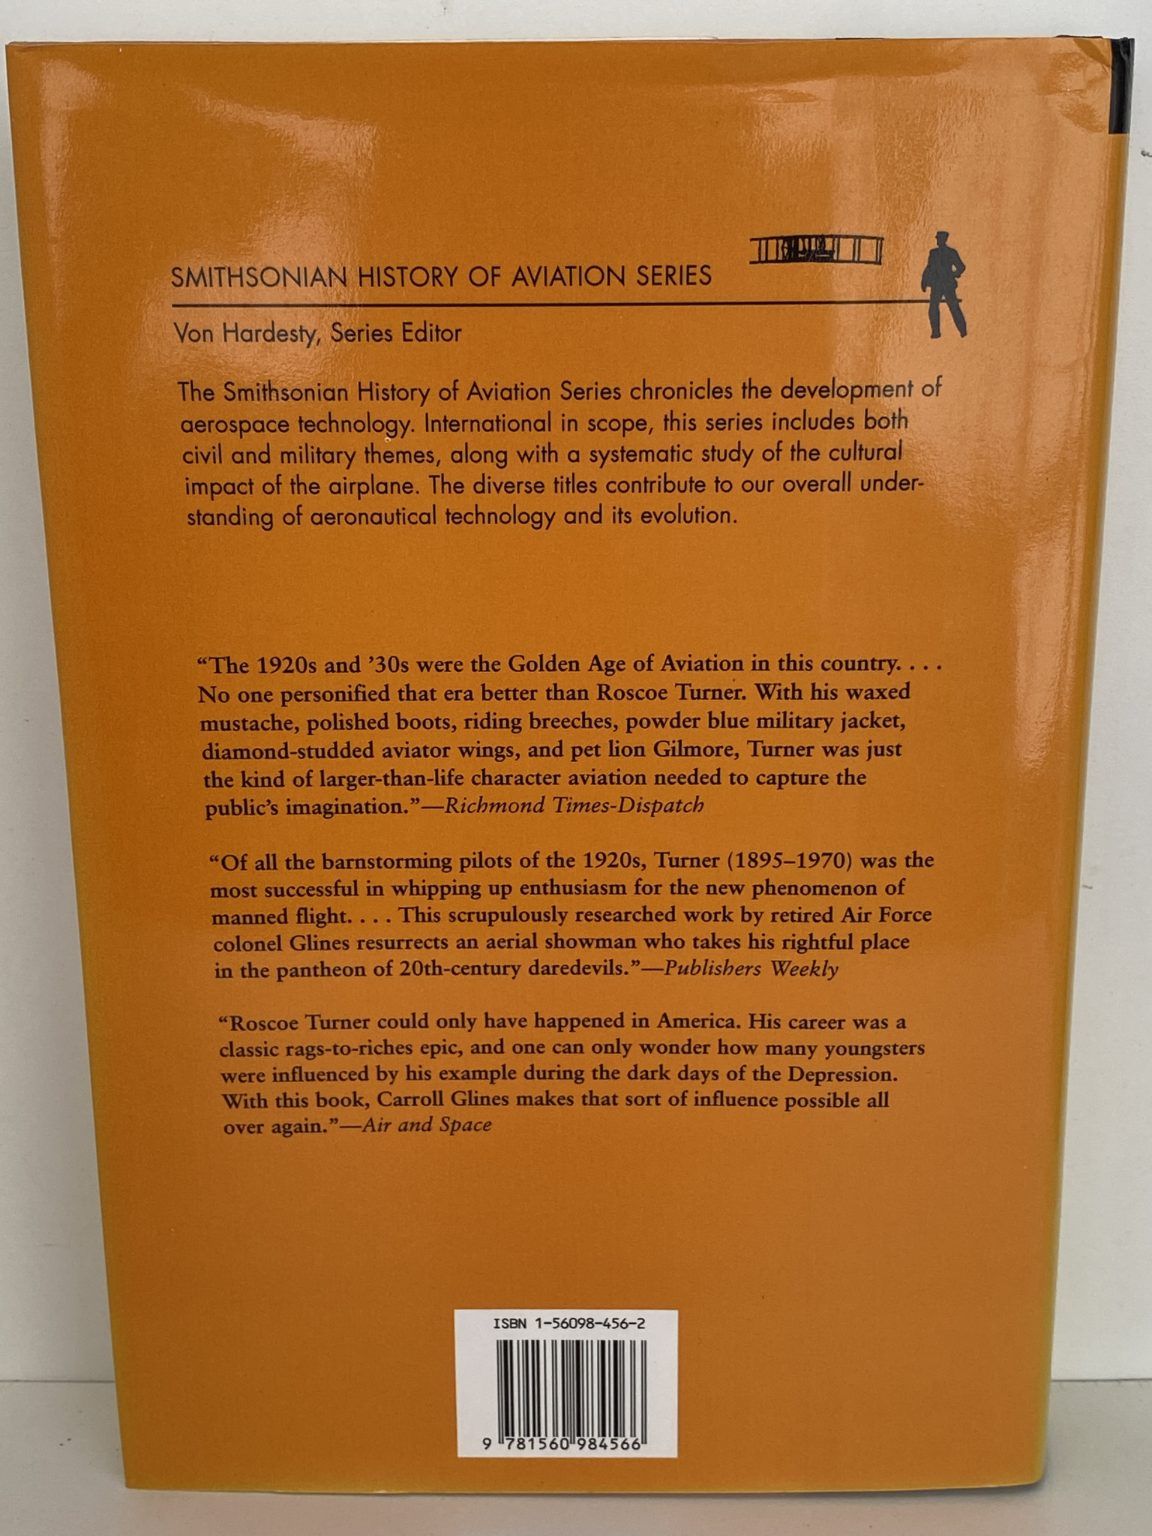 SMITHSONIAN HISTORY OF AVIATION SERIES
Von Hardesty, Series Editor
The Smithsonian History of Aviation Series chronicles the development of
aerospace technology. International in scope, this series includes both
civil and military themes, along with a systematic study of the cultural
impact of the airplane. The diverse titles contribute to our overall under-
standing of aeronautical technology and its evolution.
“The 1920s and ’30s were the Golden Age of Aviation in this country. . . .
No one personified that era better than Roscoe Turner. With his waxed
mustache, polished boots, riding breeches, powder blue military jacket,
diamond-studded aviator wings, and pet lion Gilmore, Turner was just
the kind of larger-than-life character aviation needed to capture the
public’s imagination.”—Richmond Times-Dispatch
“Of all the barnstorming pilots of the 1920s, Turner (1895–1970) was the
most successful in whipping up enthusiasm for the new phenomenon of
manned flight. . . . This scrupulously researched work by retired Air Force
colonel Glines resurrects an aerial showman who takes his rightful place
in the pantheon of 20th-century daredevils.”—Publishers Weekly
“Roscoe Turner could only have happened in America. His career was a
classic rags-to-riches epic, and one can only wonder how many youngsters
were influenced by his example during the dark days of the Depression.
With this book, Carroll Glines makes that sort of influence possible all
over again.”—Air and Space
ISBN 1-56098-456-2
9 781560 984566